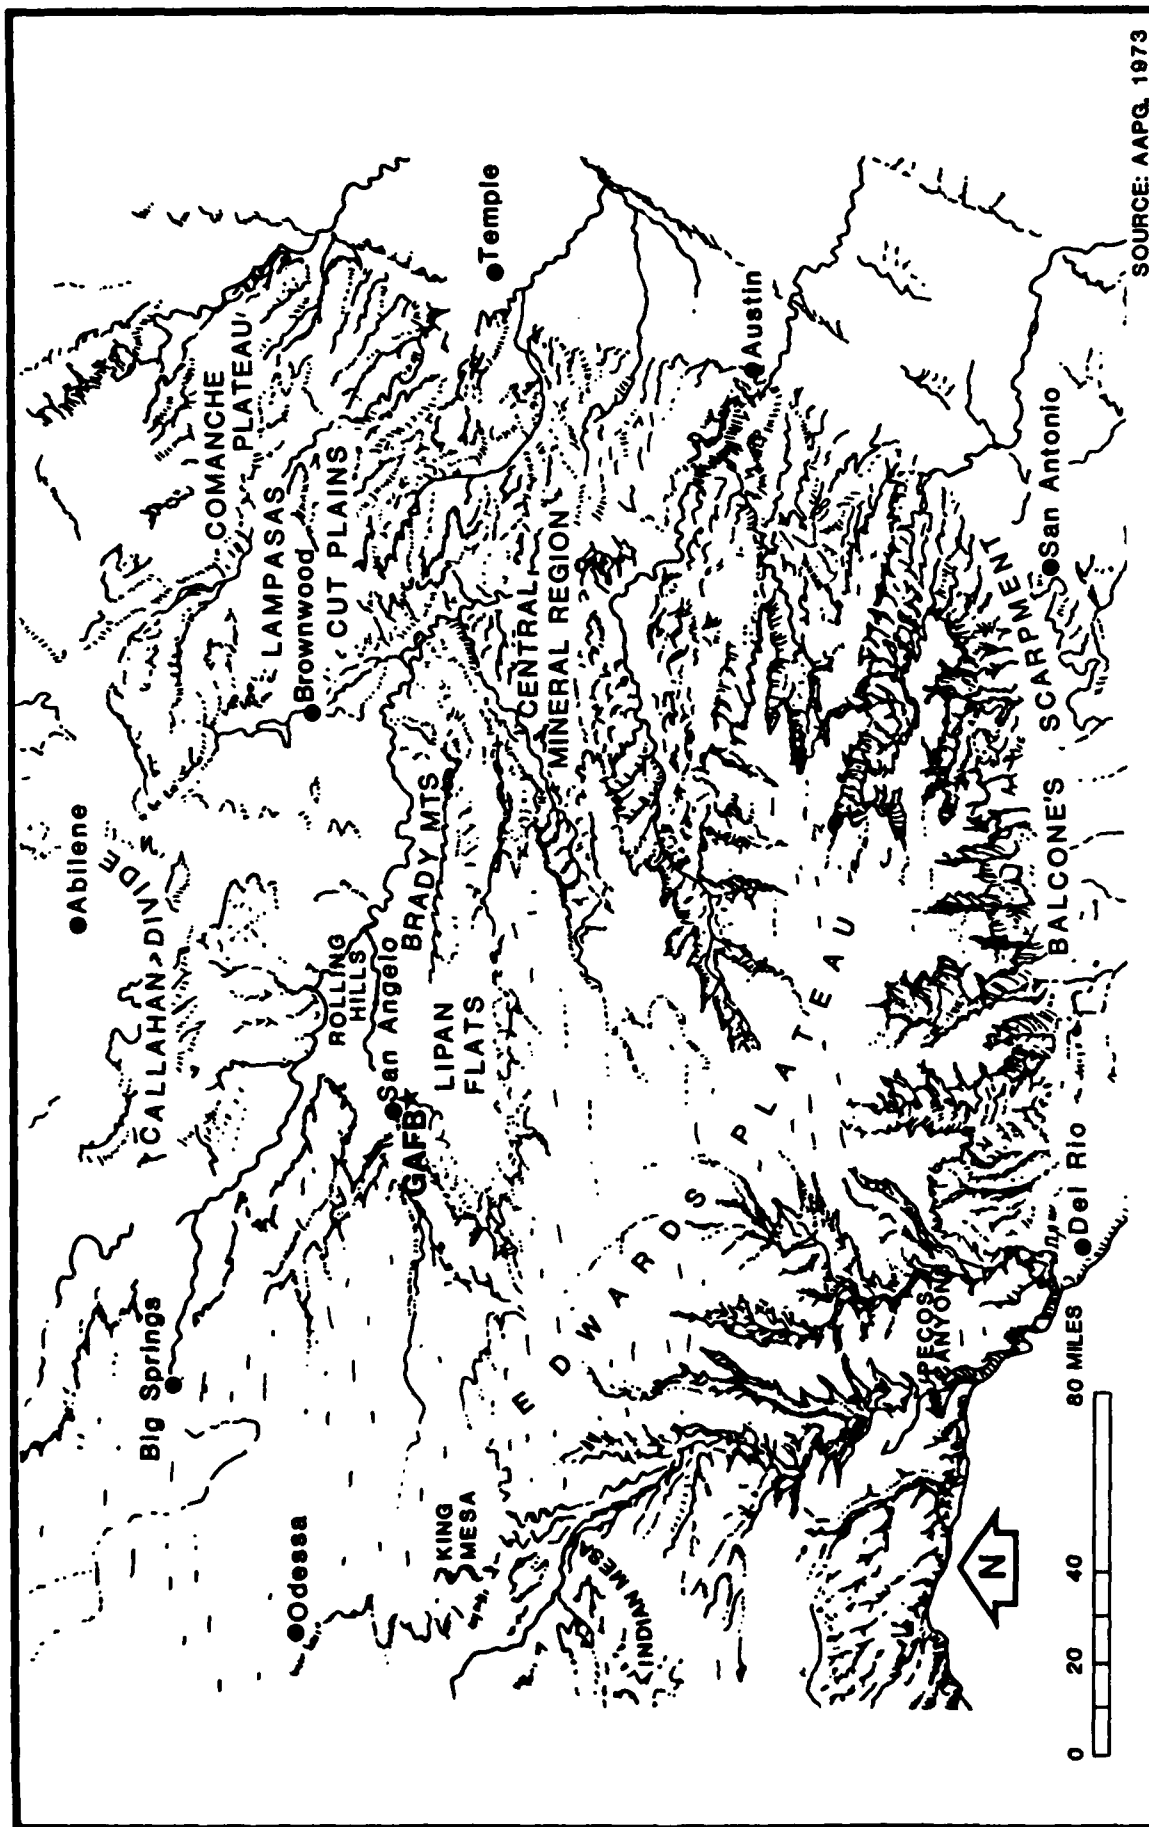 Abilene
CALLAHAN DIVIDE
Big Springs
Odessa
COMANCHE
PLATEAU
LAMPASAS
CUT PLAINS
Brownwood
Temple
ROLLING
HILLS
San Angelo
GAFB
BRADY MTS
LIPAN
FLATS
CENTRAL
MINERAL REGION
KING
MESA
INDIAN MESA
EDWARDS PLATEAU
Austin
PECOS
CANYONS
BALCONE'S SCARPMENT
San Antonio
Del Rio
N
0 20 40 80 MILES
SOURCE: AAPG, 1973